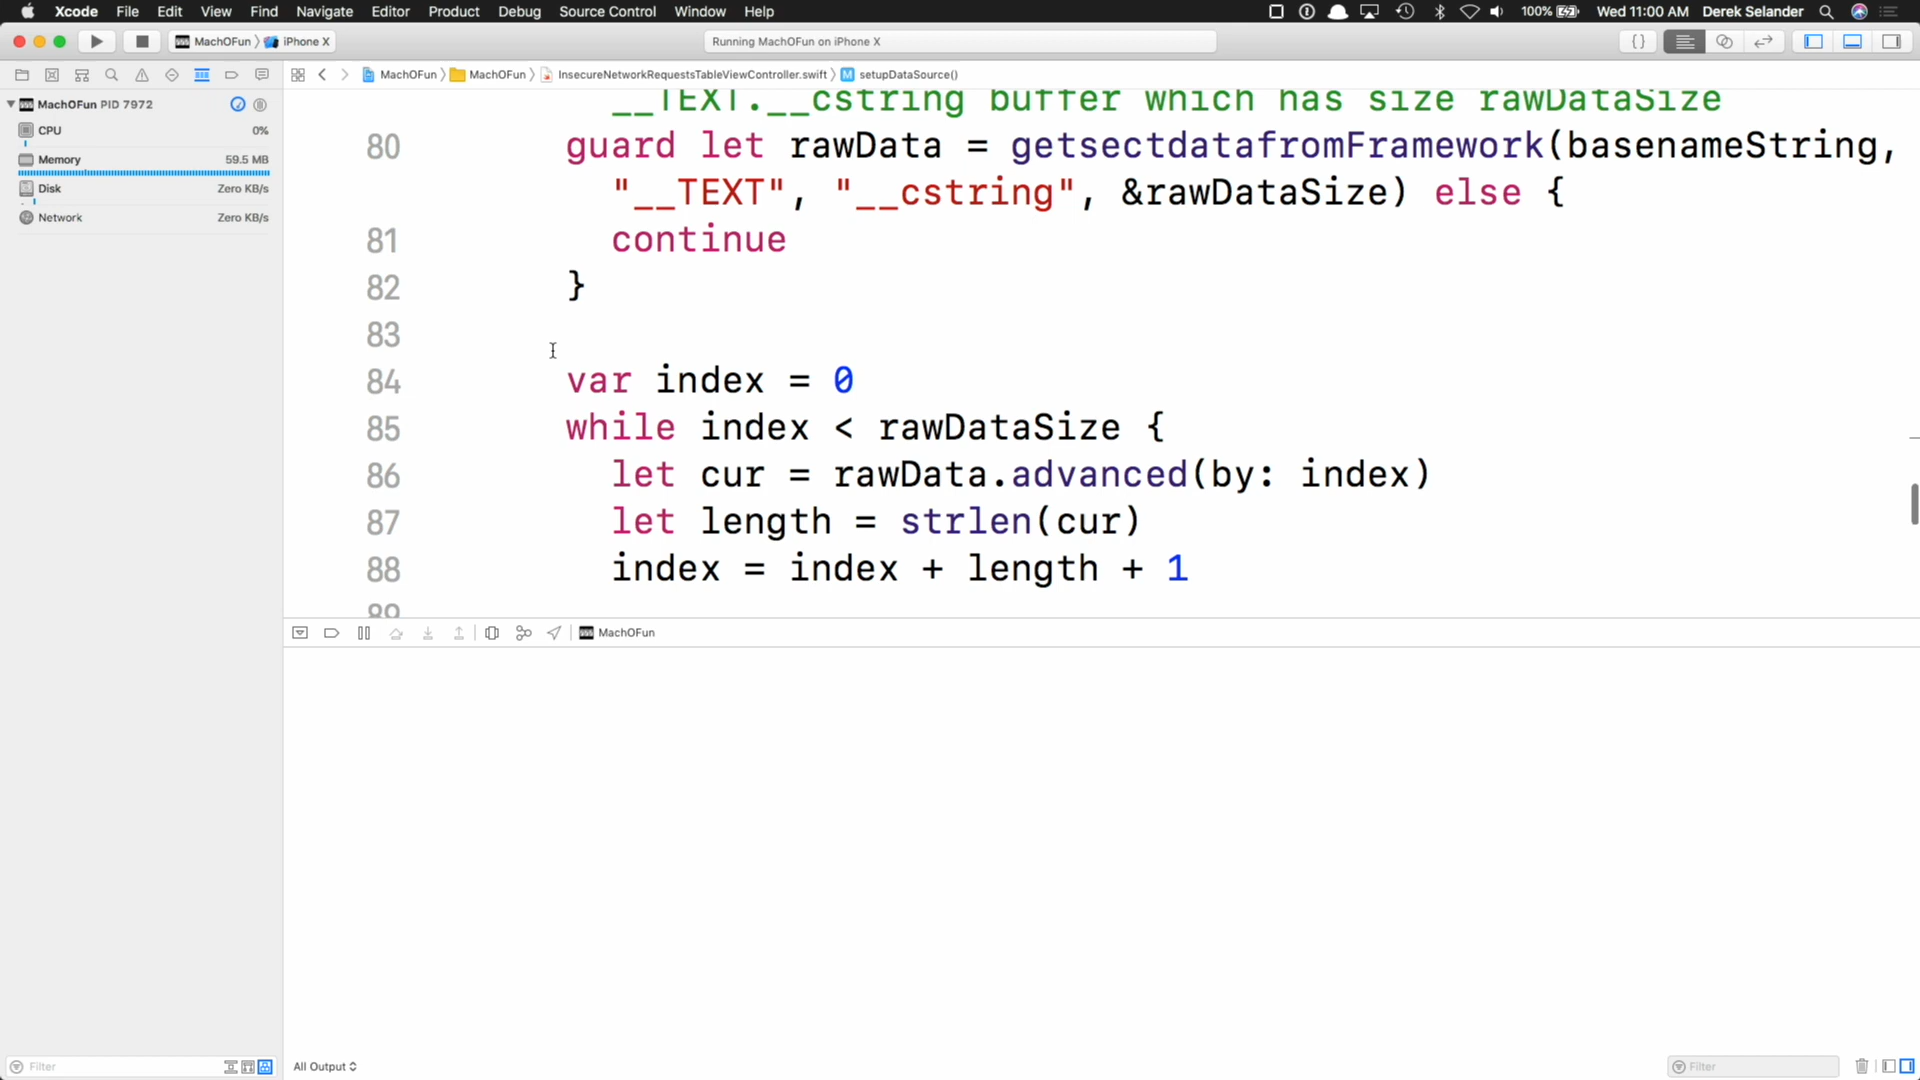 Xcode File Edit View Find Navigate Editor Product Debug Source Control Window Help 100% Wed 11:00 AM Derek Selander
MachOFun iPhone X Running MachOFun on iPhone X {}
MachOFun MachOFun InsecureNetworkRequestsTableViewController.swift M setupDataSource()
MachOFun PID 7972
CPU 0%
Memory 59.5 MB
Disk Zero KB/s
Network Zero KB/s
__TEXT.__cstring buffer which has size rawDataSize
80 guard let rawData = getsectdatafromFramework(basenameString,
"__TEXT", "__cstring", &rawDataSize) else {
81 continue
82 }
83
84 var index = 0
85 while index < rawDataSize {
86 let cur = rawData.advanced(by: index)
87 let length = strlen(cur)
88 index = index + length + 1
89
MachOFun
Filter All Output Filter